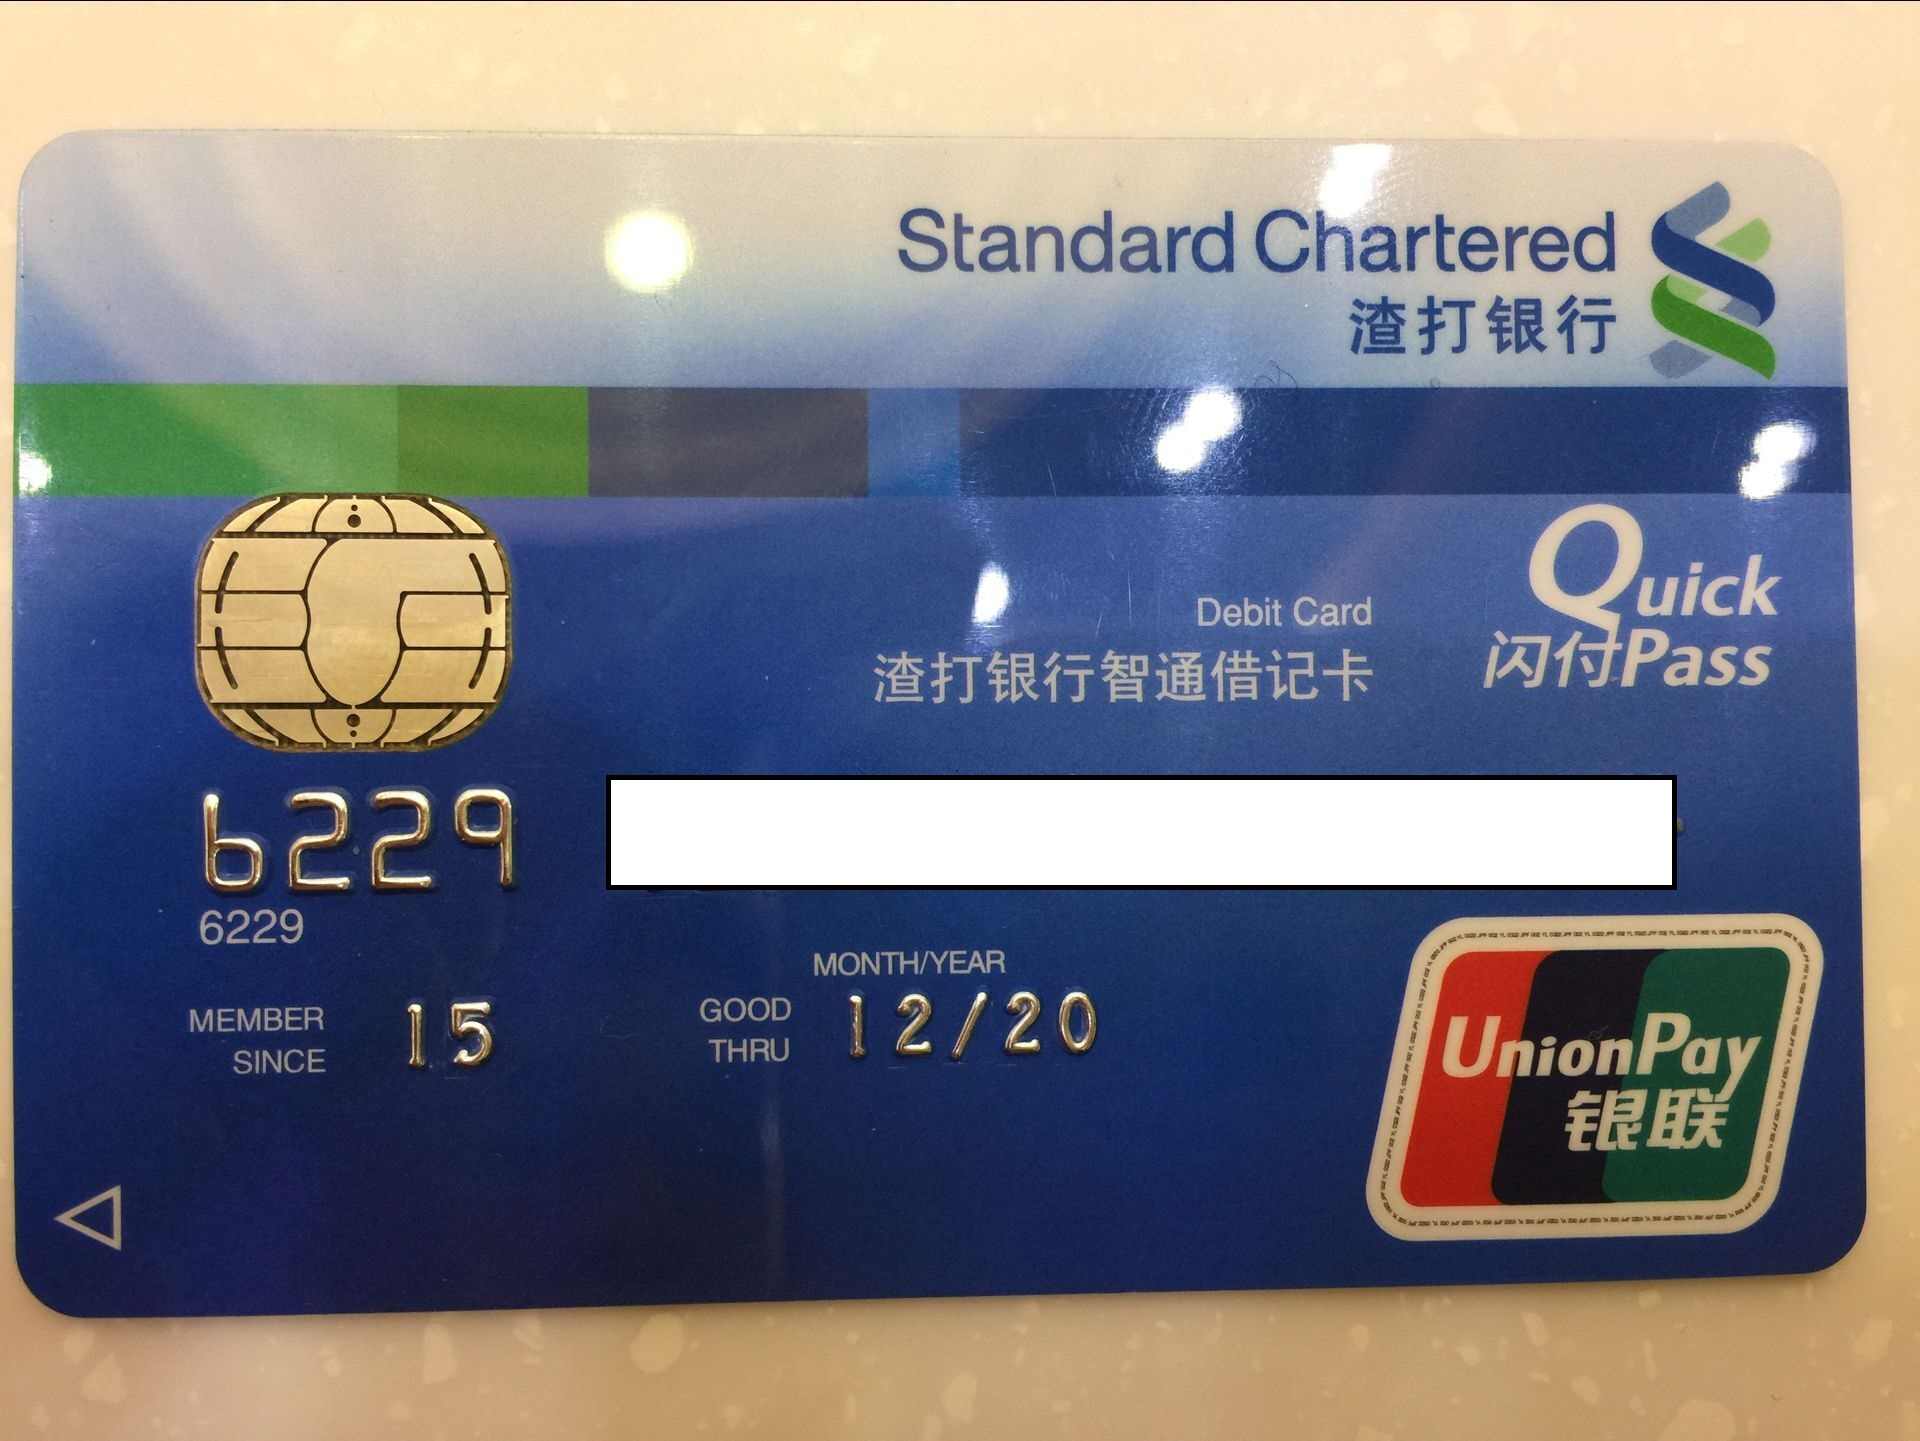 Standard Chartered
渣打银行
Quick
闪付Pass
Debit Card
渣打银行智通借记卡
6229
6229
MONTH/YEAR
MEMBER SINCE 15
GOOD THRU 12/20
UnionPay
银联